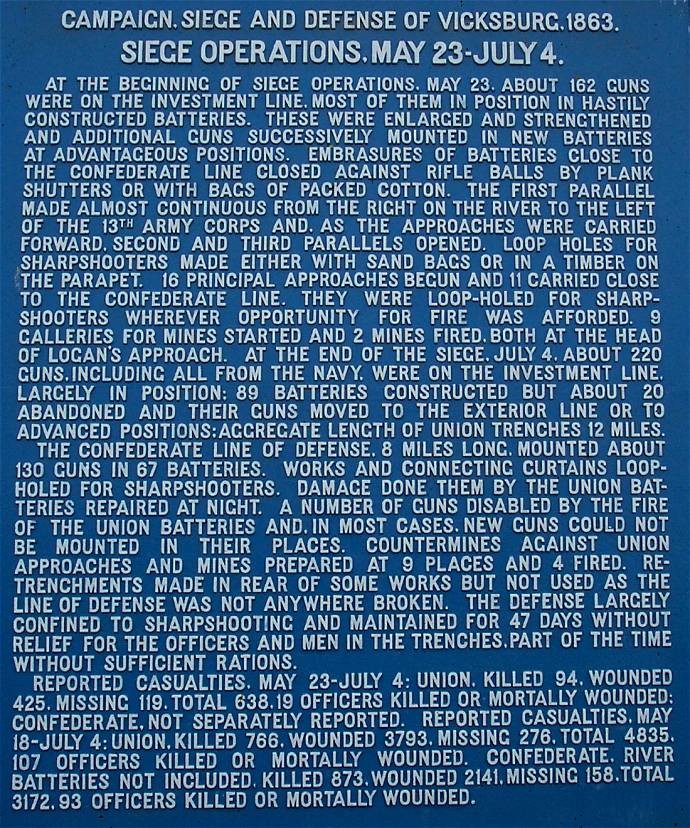 CAMPAIGN. SIEGE AND DEFENSE OF VICKSBURG. 1863.
SIEGE OPERATIONS. MAY 23-JULY 4.
AT THE BEGINNING OF SIEGE OPERATIONS. MAY 23. ABOUT 162 GUNS
WERE ON THE INVESTMENT LINE. MOST OF THEM IN POSITION IN HASTILY
CONSTRUCTED BATTERIES. THESE WERE ENLARGED AND STRENGTHENED
AND ADDITIONAL GUNS SUCCESSIVELY MOUNTED IN NEW BATTERIES
AT ADVANTAGEOUS POSITIONS. EMBRASURES OF BATTERIES CLOSE TO
THE CONFEDERATE LINE CLOSED AGAINST RIFLE BALLS BY PLANK
SHUTTERS OR WITH BAGS OF PACKED COTTON. THE FIRST PARALLEL
MADE ALMOST CONTINUOUS FROM THE RIGHT ON THE RIVER TO THE LEFT
OF THE 13TH ARMY CORPS AND. AS THE APPROACHES WERE CARRIED
FORWARD. SECOND AND THIRD PARALLELS OPENED. LOOP HOLES FOR
SHARPSHOOTERS MADE EITHER WITH SAND BAGS OR IN A TIMBER ON
THE PARAPET. 16 PRINCIPAL APPROACHES BEGUN AND 11 CARRIED CLOSE
TO THE CONFEDERATE LINE. THEY WERE LOOP-HOLED FOR SHARP-
SHOOTERS WHEREVER OPPORTUNITY FOR FIRE WAS AFFORDED. 9
GALLERIES FOR MINES STARTED AND 2 MINES FIRED. BOTH AT THE HEAD
OF LOGAN'S APPROACH. AT THE END OF THE SIEGE. JULY 4. ABOUT 220
GUNS. INCLUDING ALL FROM THE NAVY. WERE ON THE INVESTMENT LINE.
LARGELY IN POSITION: 89 BATTERIES CONSTRUCTED BUT ABOUT 20
ABANDONED AND THEIR GUNS MOVED TO THE EXTERIOR LINE OR TO
ADVANCED POSITIONS: AGGREGATE LENGTH OF UNION TRENCHES 12 MILES.
THE CONFEDERATE LINE OF DEFENSE. 8 MILES LONG. MOUNTED ABOUT
130 GUNS IN 67 BATTERIES. WORKS AND CONNECTING CURTAINS LOOP-
HOLED FOR SHARPSHOOTERS. DAMAGE DONE THEM BY THE UNION BAT-
TERIES REPAIRED AT NIGHT. A NUMBER OF GUNS DISABLED BY THE FIRE
OF THE UNION BATTERIES AND. IN MOST CASES. NEW GUNS COULD NOT
BE MOUNTED IN THEIR PLACES. COUNTERMINES AGAINST UNION
APPROACHES AND MINES PREPARED AT 9 PLACES AND 4 FIRED. RE-
TRENCHMENTS MADE IN REAR OF SOME WORKS BUT NOT USED AS THE
LINE OF DEFENSE WAS NOT ANYWHERE BROKEN. THE DEFENSE LARGELY
CONFINED TO SHARPSHOOTING AND MAINTAINED FOR 47 DAYS WITHOUT
RELIEF FOR THE OFFICERS AND MEN IN THE TRENCHES. PART OF THE TIME
WITHOUT SUFFICIENT RATIONS.
REPORTED CASUALTIES. MAY 23-JULY 4: UNION. KILLED 94. WOUNDED
425. MISSING 119. TOTAL 638. 19 OFFICERS KILLED OR MORTALLY WOUNDED:
CONFEDERATE. NOT SEPARATELY REPORTED. REPORTED CASUALTIES. MAY
18-JULY 4: UNION. KILLED 766. WOUNDED 3793. MISSING 276. TOTAL 4835.
107 OFFICERS KILLED OR MORTALLY WOUNDED. CONFEDERATE. RIVER
BATTERIES NOT INCLUDED. KILLED 873. WOUNDED 2141. MISSING 158. TOTAL
3172. 93 OFFICERS KILLED OR MORTALLY WOUNDED.